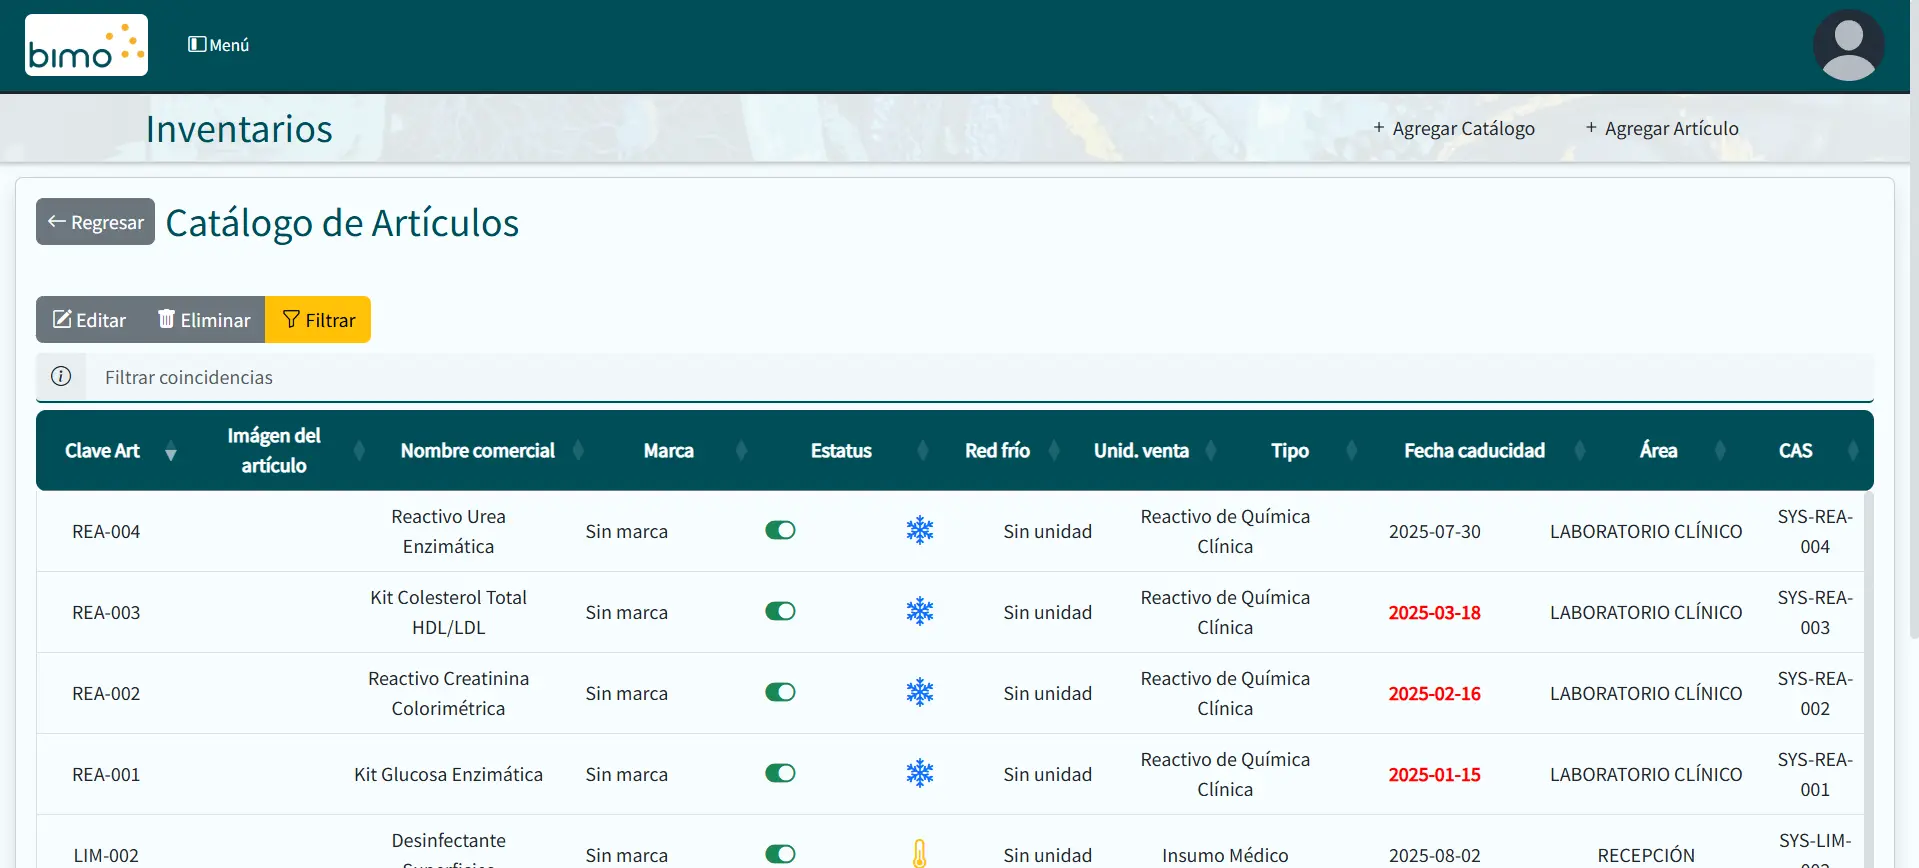 bimo
Menú
Inventarios
+ Agregar Catálogo
+ Agregar Artículo
← Regresar
Catálogo de Artículos
Editar
Eliminar
Filtrar
Filtrar coincidencias
Clave Art
Imágen del
artículo
Nombre comercial
Marca
Estatus
Red frío
Unid. venta
Tipo
Fecha caducidad
Área
CAS
REA-004
Reactivo Urea
Enzimática
Sin marca
Sin unidad
Reactivo de Química
Clínica
2025-07-30
LABORATORIO CLÍNICO
SYS-REA-
004
REA-003
Kit Colesterol Total
HDL/LDL
Sin marca
Sin unidad
Reactivo de Química
Clínica
2025-03-18
LABORATORIO CLÍNICO
SYS-REA-
003
REA-002
Reactivo Creatinina
Colorimétrica
Sin marca
Sin unidad
Reactivo de Química
Clínica
2025-02-16
LABORATORIO CLÍNICO
SYS-REA-
002
REA-001
Kit Glucosa Enzimática
Sin marca
Sin unidad
Reactivo de Química
Clínica
2025-01-15
LABORATORIO CLÍNICO
SYS-REA-
001
LIM-002
Desinfectante
Sin marca
Sin unidad
Insumo Médico
2025-08-02
RECEPCIÓN
SYS-LIM-